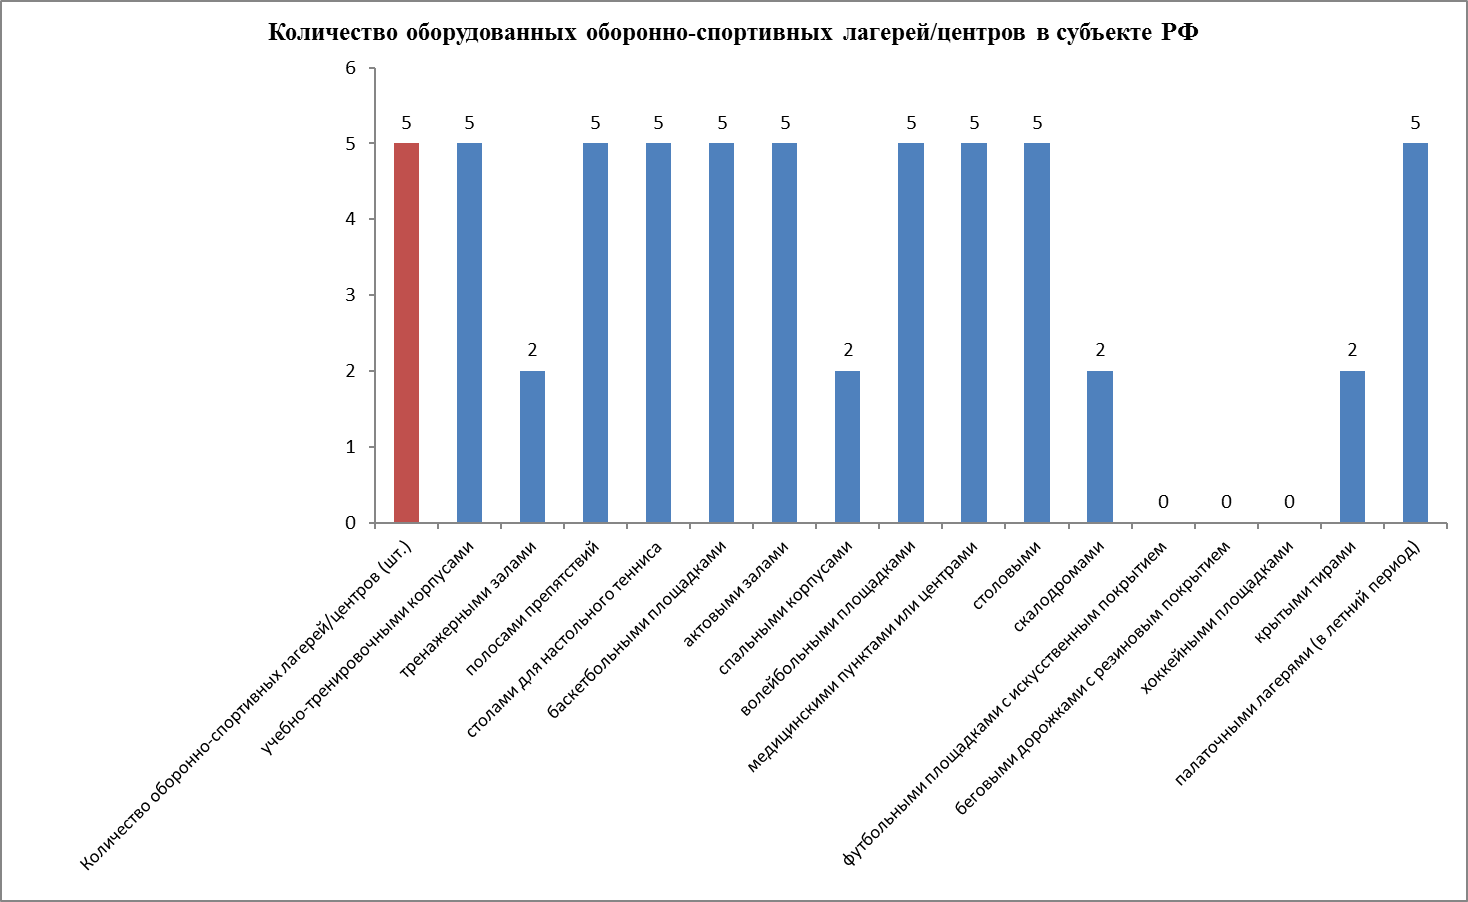 Количество оборудованных оборонно-спортивных лагерей/центров в субъекте РФ
6
5
4
3
2
1
0
5
5
2
5
5
5
5
2
5
5
5
2
0
0
0
2
5
Количество оборонно-спортивных лагерей/центров (шт.)
учебно-тренировочными корпусами
тренажерными залами
полосами препятствий
столами для настольного тенниса
баскетбольными площадками
актовыми залами
спальными корпусами
волейбольными площадками
медицинскими пунктами или центрами
столовыми
скалодромами
футбольными площадками с искусственным покрытием
беговыми дорожками с резиновым покрытием
хоккейными площадками
крытыми тирами
палаточными лагерями (в летний период)